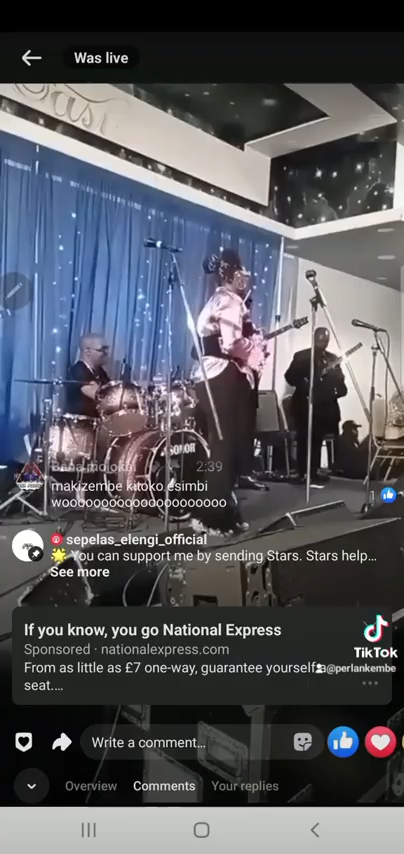 Was live
SONOR
Bana molokai 2:39
makizembe kitoko esimbi
woooooooooooooooooooo
1
sepelas_elengi_official
🌟 You can support me by sending Stars. Stars help...
See more
If you know, you go National Express
Sponsored · nationalexpress.com
From as little as £7 one-way, guarantee yourself a
seat....
TikTok
@perlankembe
Write a comment...
Overview Comments Your replies